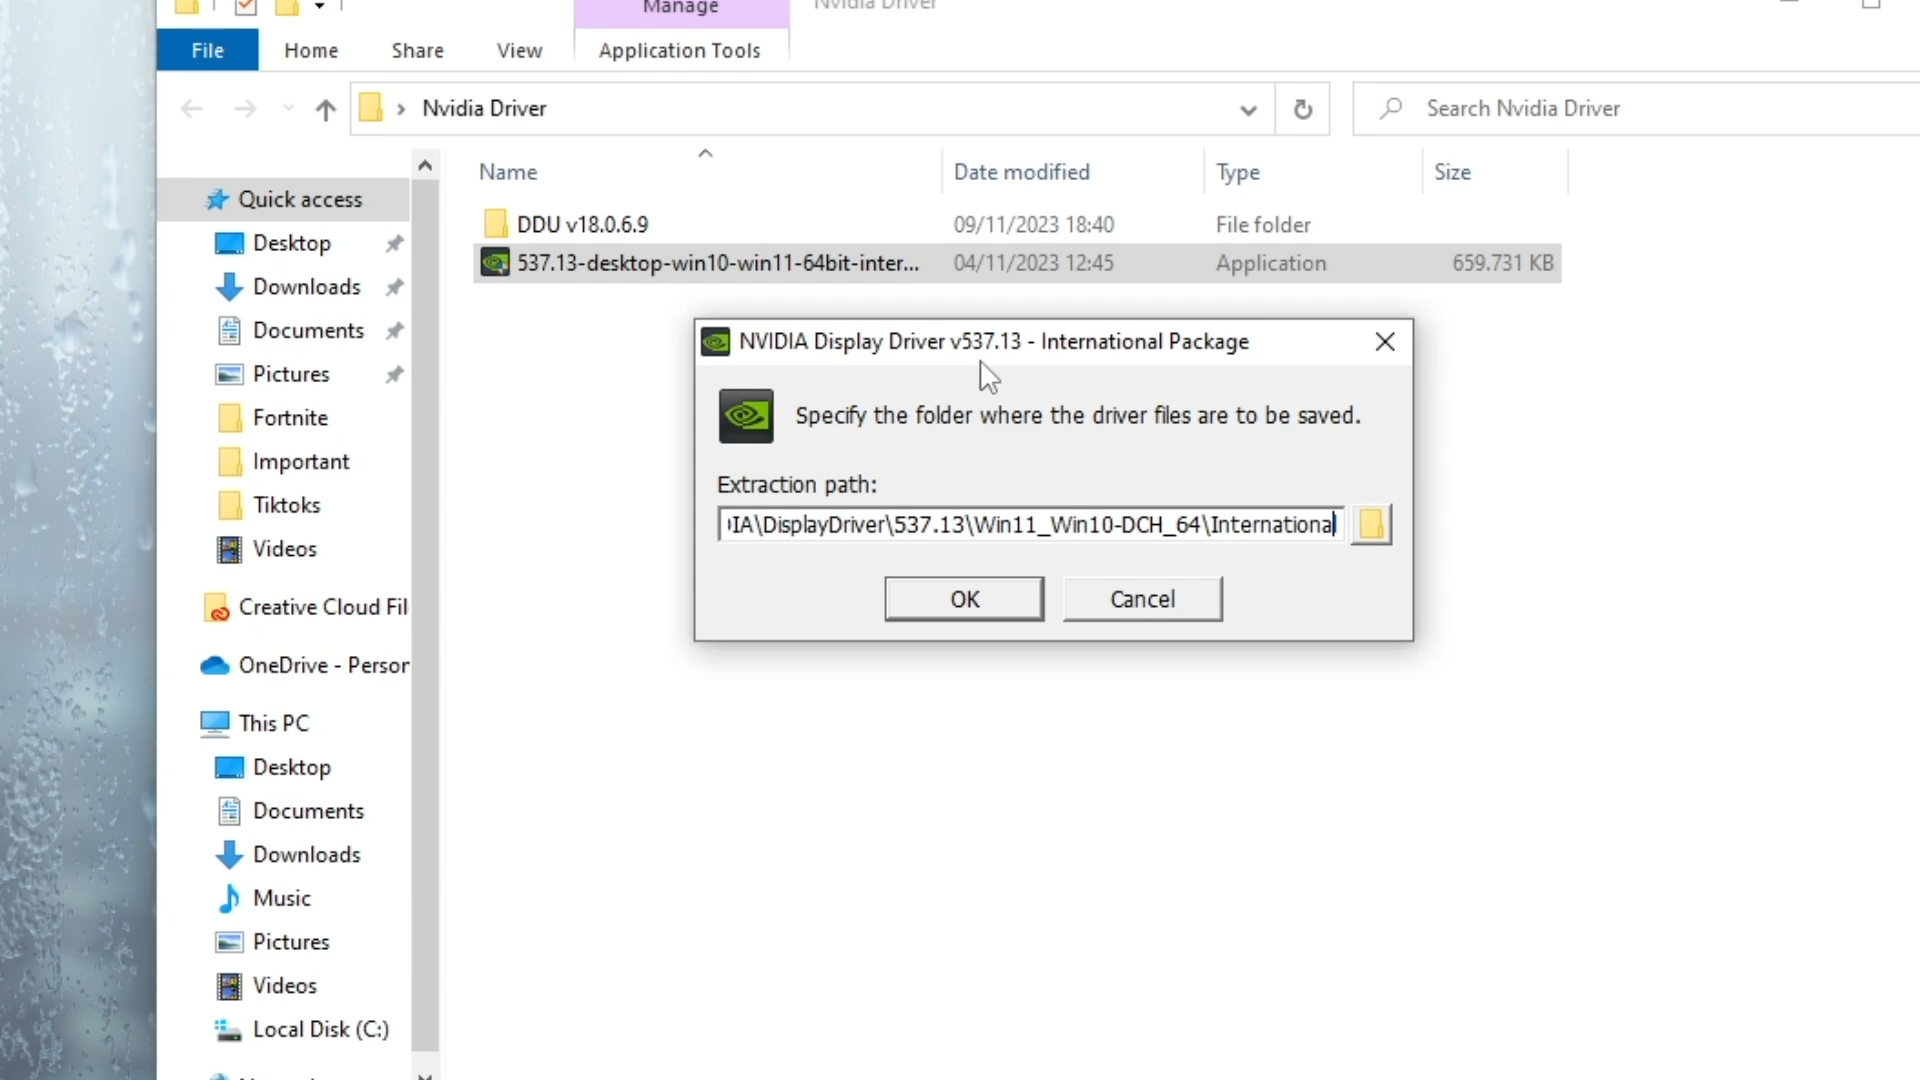 Manage
Nvidia Driver
File
Home
Share
View
Application Tools
Nvidia Driver
Search Nvidia Driver
Name
Date modified
Type
Size
Quick access
Desktop
Downloads
Documents
Pictures
Fortnite
Important
Tiktoks
Videos
Creative Cloud Fil
OneDrive - Person
This PC
Desktop
Documents
Downloads
Music
Pictures
Videos
Local Disk (C:)
DDU v18.0.6.9
09/11/2023 18:40
File folder
537.13-desktop-win10-win11-64bit-inter...
04/11/2023 12:45
Application
659.731 KB
NVIDIA Display Driver v537.13 - International Package
Specify the folder where the driver files are to be saved.
Extraction path:
IA\DisplayDriver\537.13\Win11_Win10-DCH_64\International
OK
Cancel